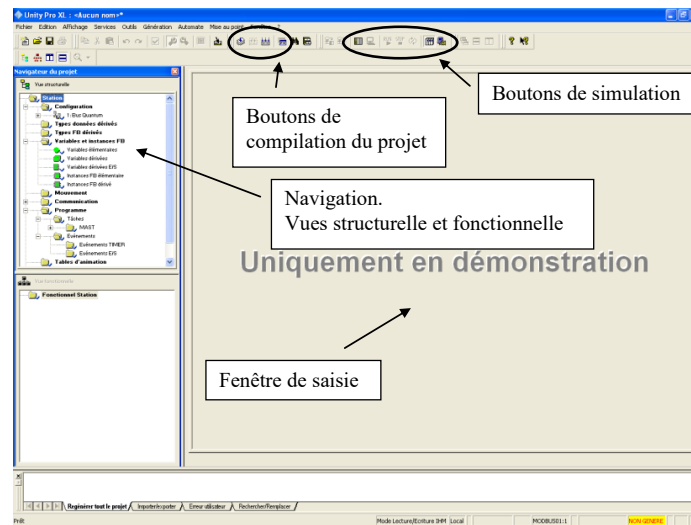 Unity Pro XL : <Aucun nom>*
Fichier Edition Affichage Services Outils Génération Automate Mise au point
Navigateur du projet
Vue structurelle
Station
Configuration
1: Bus Quantum
Types données dérivés
Types FB dérivés
Variables et instances FB
Variables élémentaires
Variables dérivées
Variables dérivées E/S
Instances FB élémentaire
Instances FB dérivé
Mouvement
Communication
Programme
Tâches
MAST
Evénements
Evénements TIMER
Evénements E/S
Tables d'animation
Vue fonctionnelle
Fonctionnel Station
Boutons de
compilation du projet
Boutons de simulation
Navigation.
Vues structurelle et fonctionnelle
Uniquement en démonstration
Fenêtre de saisie
Regénérer tout le projet Importer/exporter Erreur utilisateur Rechercher/Remplacer
Prêt Mode Lecture/Ecriture IHM Local MODBUS01:1 NON GENERE